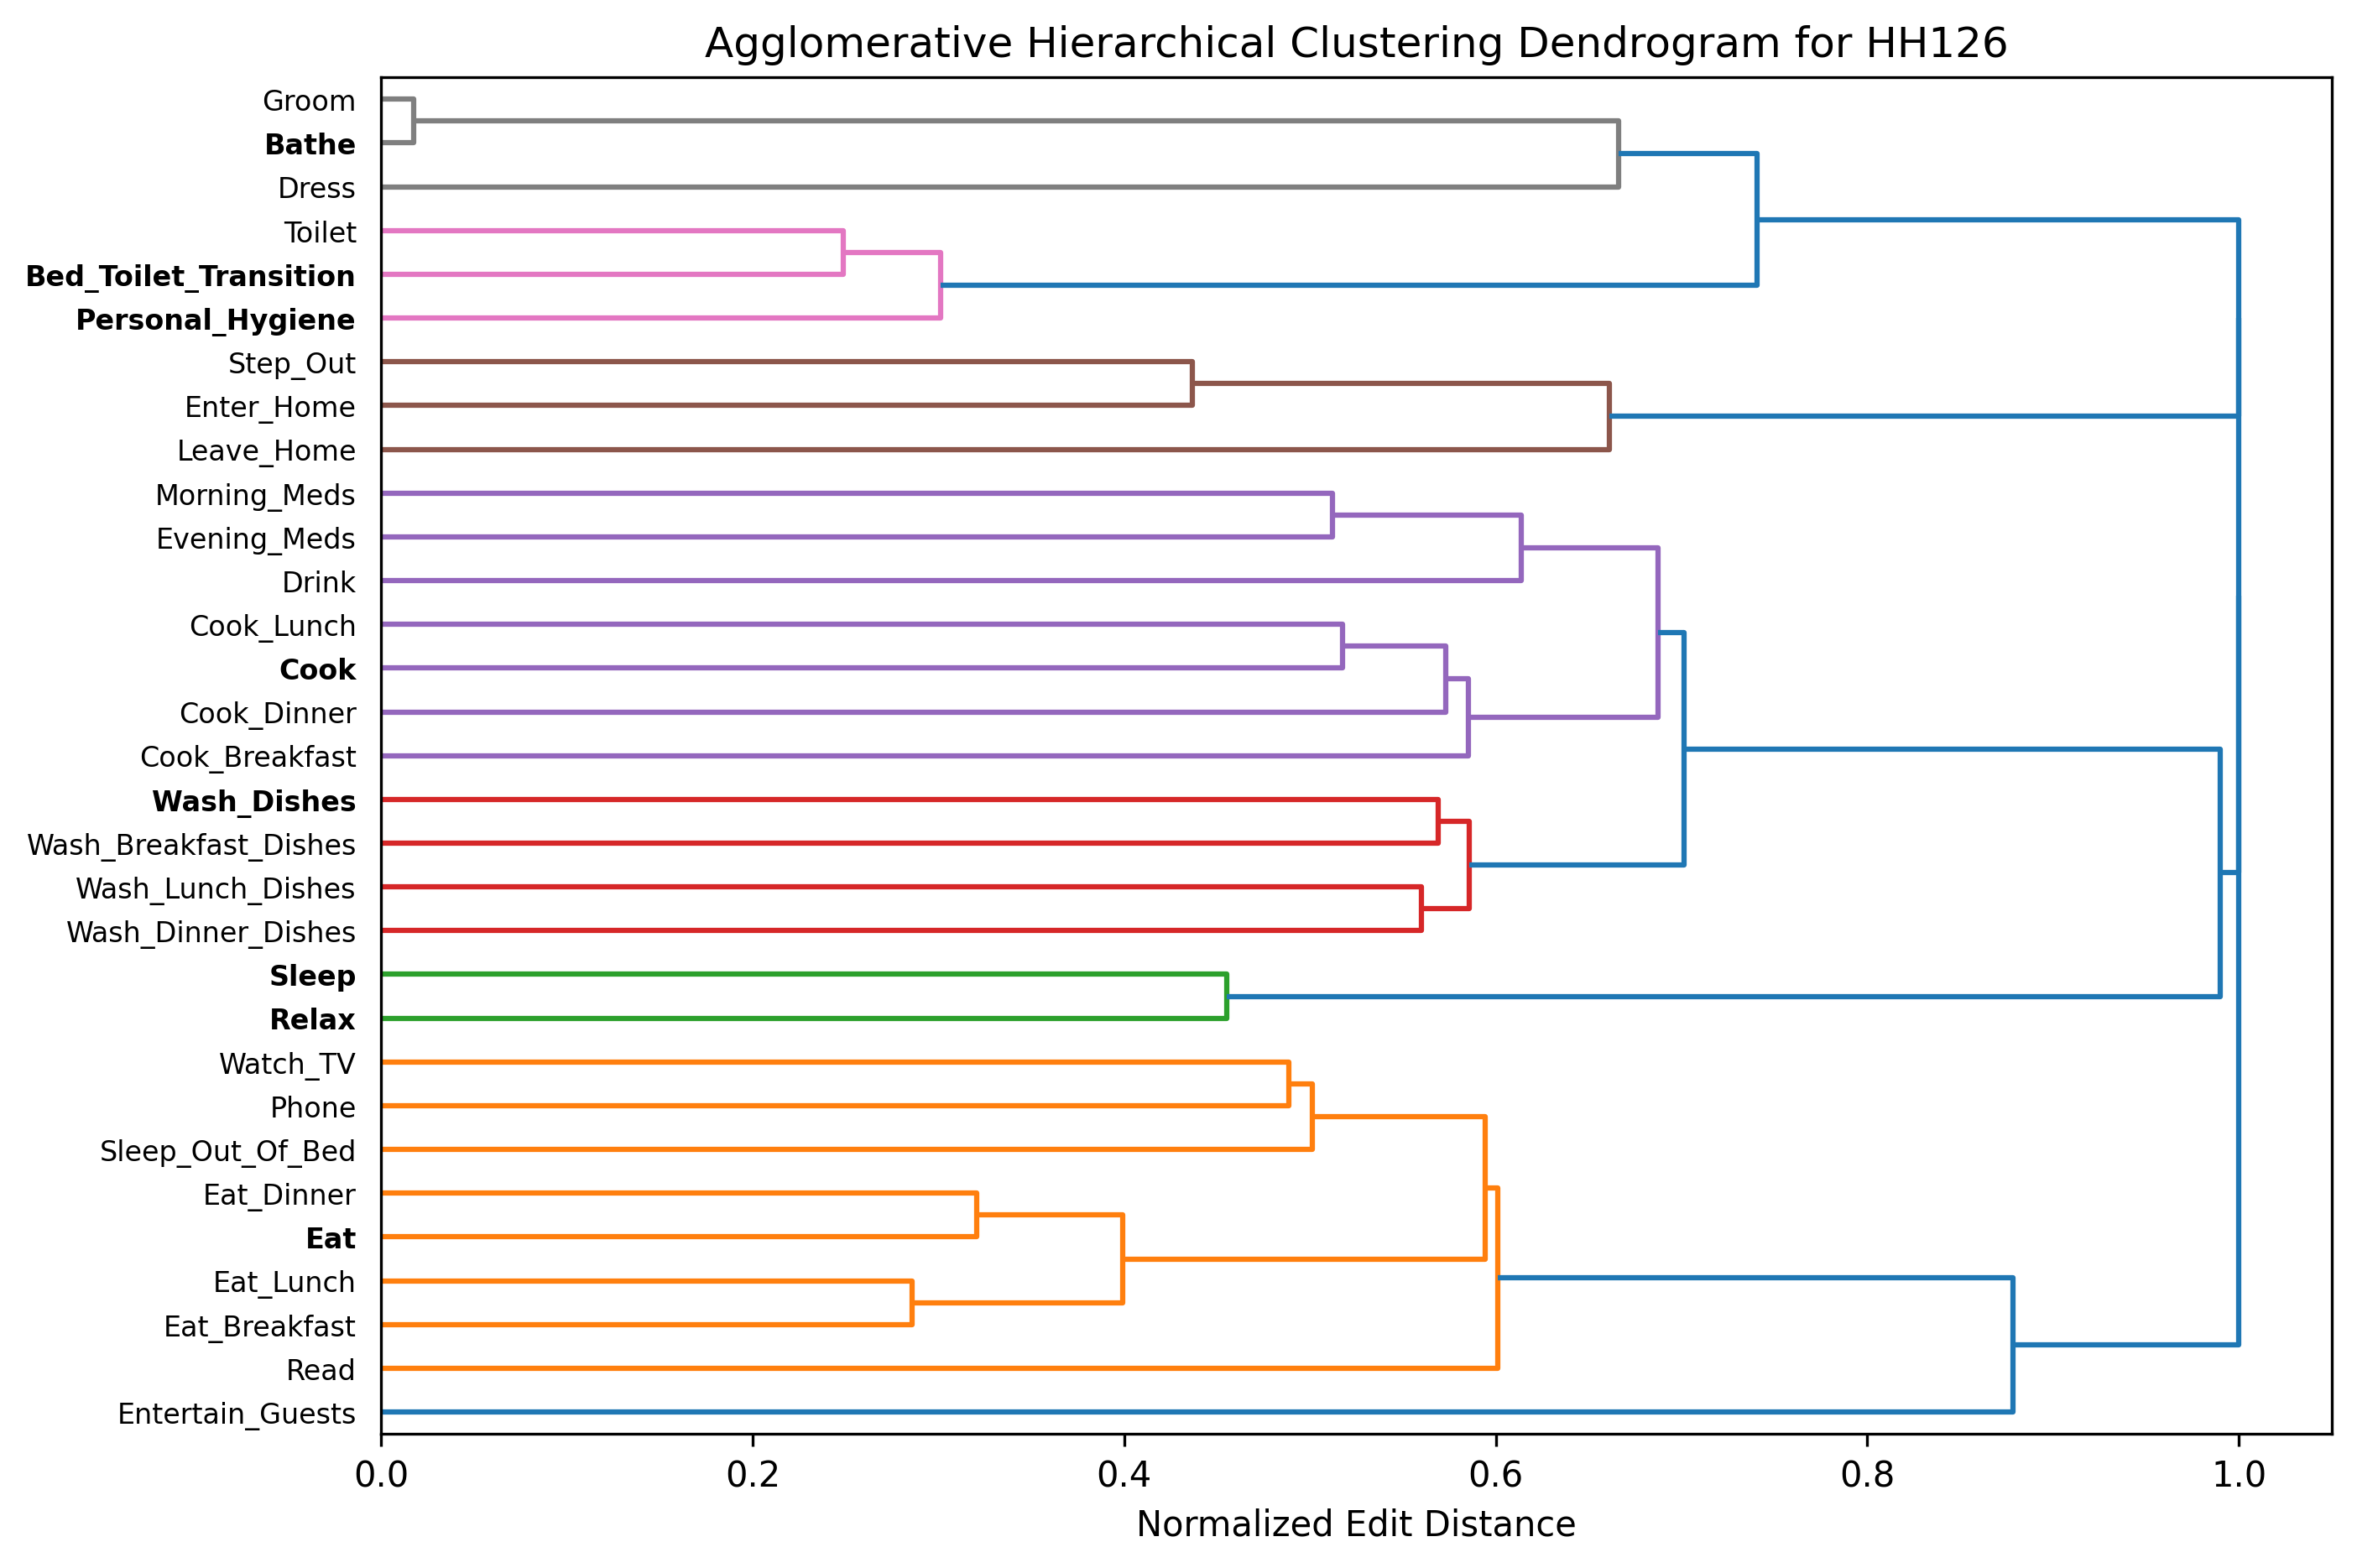 Agglomerative Hierarchical Clustering Dendrogram for HH126
Groom
Bathe
Dress
Toilet
Bed_Toilet_Transition
Personal_Hygiene
Step_Out
Enter_Home
Leave_Home
Morning_Meds
Evening_Meds
Drink
Cook_Lunch
Cook
Cook_Dinner
Cook_Breakfast
Wash_Dishes
Wash_Breakfast_Dishes
Wash_Lunch_Dishes
Wash_Dinner_Dishes
Sleep
Relax
Watch_TV
Phone
Sleep_Out_Of_Bed
Eat_Dinner
Eat
Eat_Lunch
Eat_Breakfast
Read
Entertain_Guests
0.0 0.2 0.4 0.6 0.8 1.0
Normalized Edit Distance